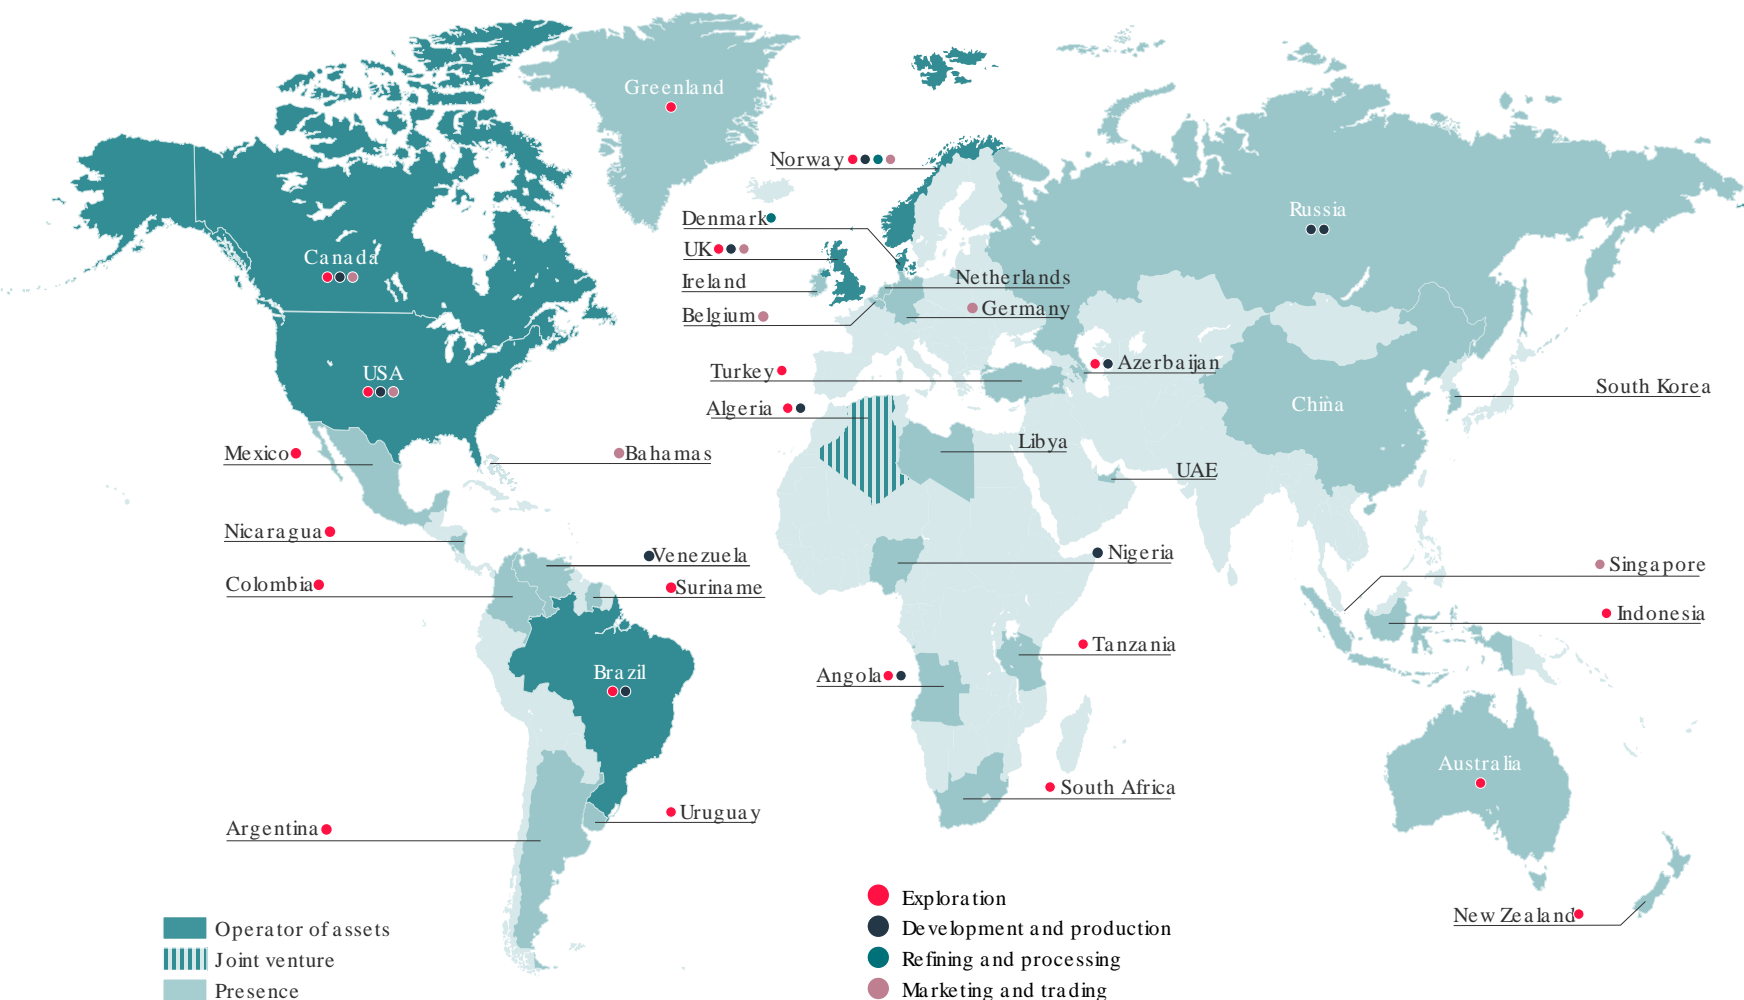 Greenland
Norway
Denmark
UK
Ireland
Belgium
Netherlands
Germany
Russia
Canada
USA
Turkey
Algeria
Azerbaijan
China
South Korea
Mexico
Bahamas
Libya
UAE
Nicaragua
Venezuela
Nigeria
Singapore
Colombia
Suriname
Indonesia
Tanzania
Brazil
Angola
Australia
South Africa
Argentina
Uruguay
New Zealand
Operator of assets
Joint venture
Presence
Exploration
Development and production
Refining and processing
Marketing and trading